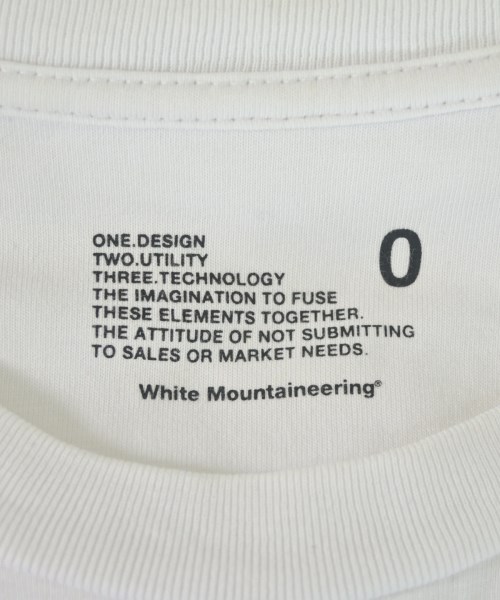 ONE.DESIGN
TWO.UTILITY
THREE.TECHNOLOGY
THE IMAGINATION TO FUSE
THESE ELEMENTS TOGETHER.
THE ATTITUDE OF NOT SUBMITTING
TO SALES OR MARKET NEEDS.
0
White Mountaineering®